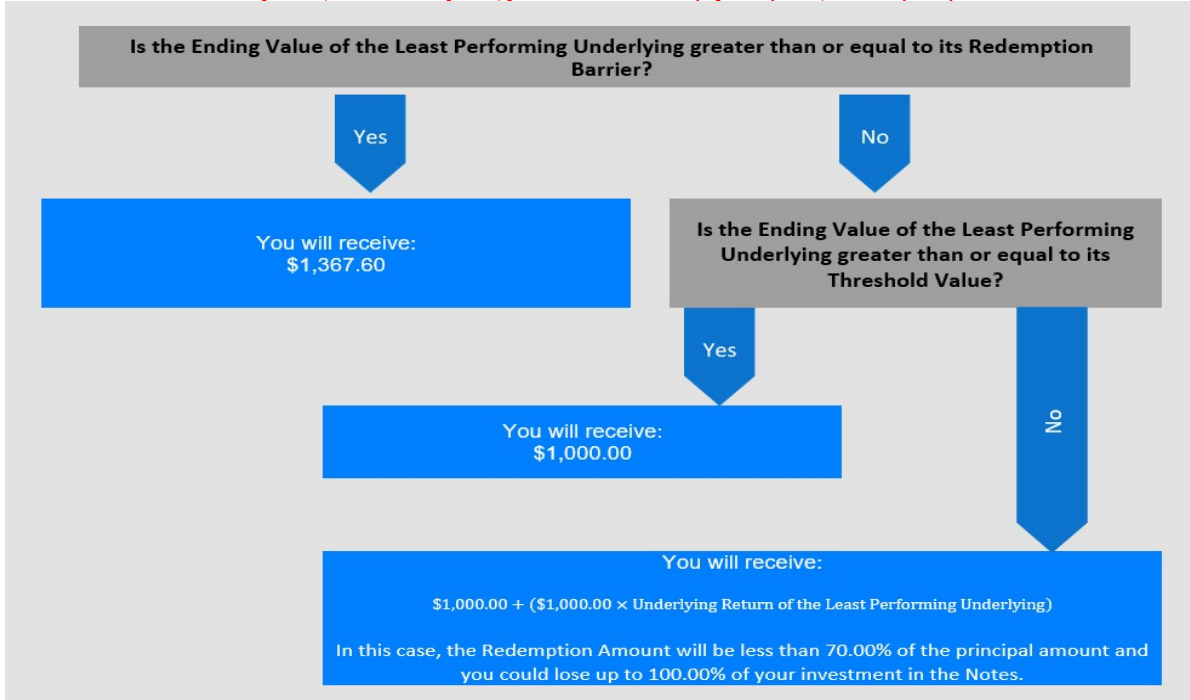 Is the Ending Value of the Least Performing Underlying greater than or equal to its Redemption
Barrier?
Yes
No
You will receive:
$1,367.60
Is the Ending Value of the Least Performing
Underlying greater than or equal to its
Threshold Value?
Yes
No
You will receive:
$1,000.00
You will receive:
$1,000.00 + ($1,000.00 × Underlying Return of the Least Performing Underlying)
In this case, the Redemption Amount will be less than 70.00% of the principal amount and
you could lose up to 100.00% of your investment in the Notes.